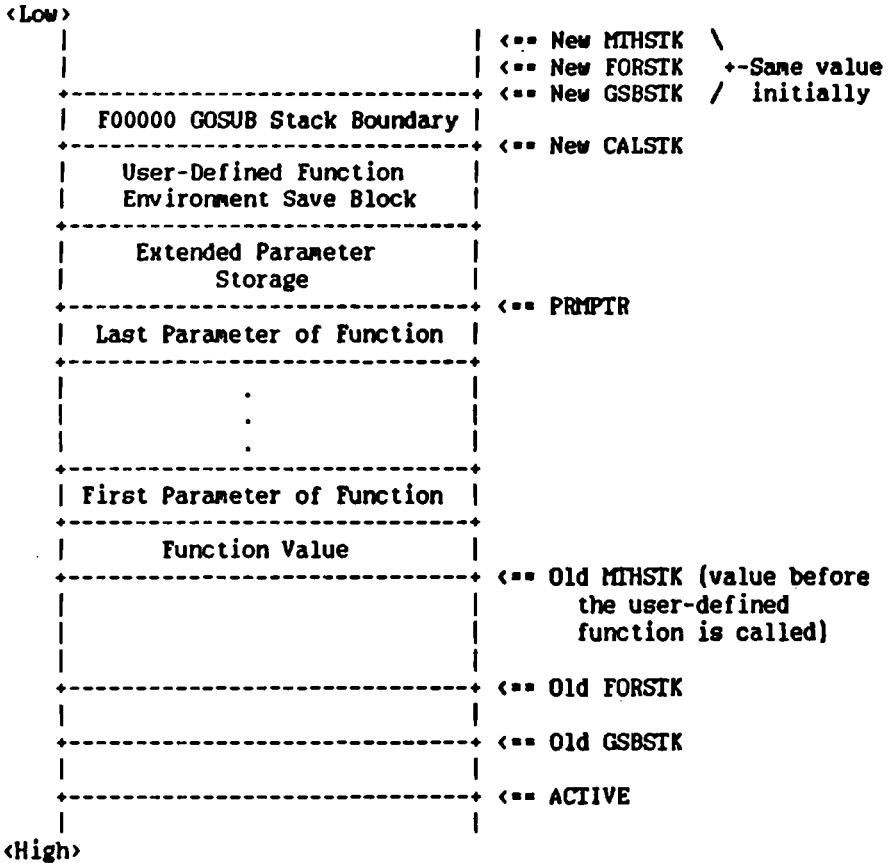 <Low>
| | <== New MTHSTK \
| | <== New FORSTK +-Same value
+------------------------------+ <== New GSBSTK / initially
| F00000 GOSUB Stack Boundary |
+------------------------------+ <== New CALSTK
| User-Defined Function |
| Environment Save Block |
+------------------------------+
| Extended Parameter |
| Storage |
+------------------------------+ <== PRMPTR
| Last Parameter of Function |
+------------------------------+
| . |
| . |
| . |
+------------------------------+
| First Parameter of Function |
+------------------------------+
| Function Value |
+------------------------------+ <== Old MTHSTK (value before
| | the user-defined
| | function is called)
| |
+------------------------------+ <== Old FORSTK
| |
+------------------------------+ <== Old GSBSTK
| |
+------------------------------+ <== ACTIVE
| |
<High>